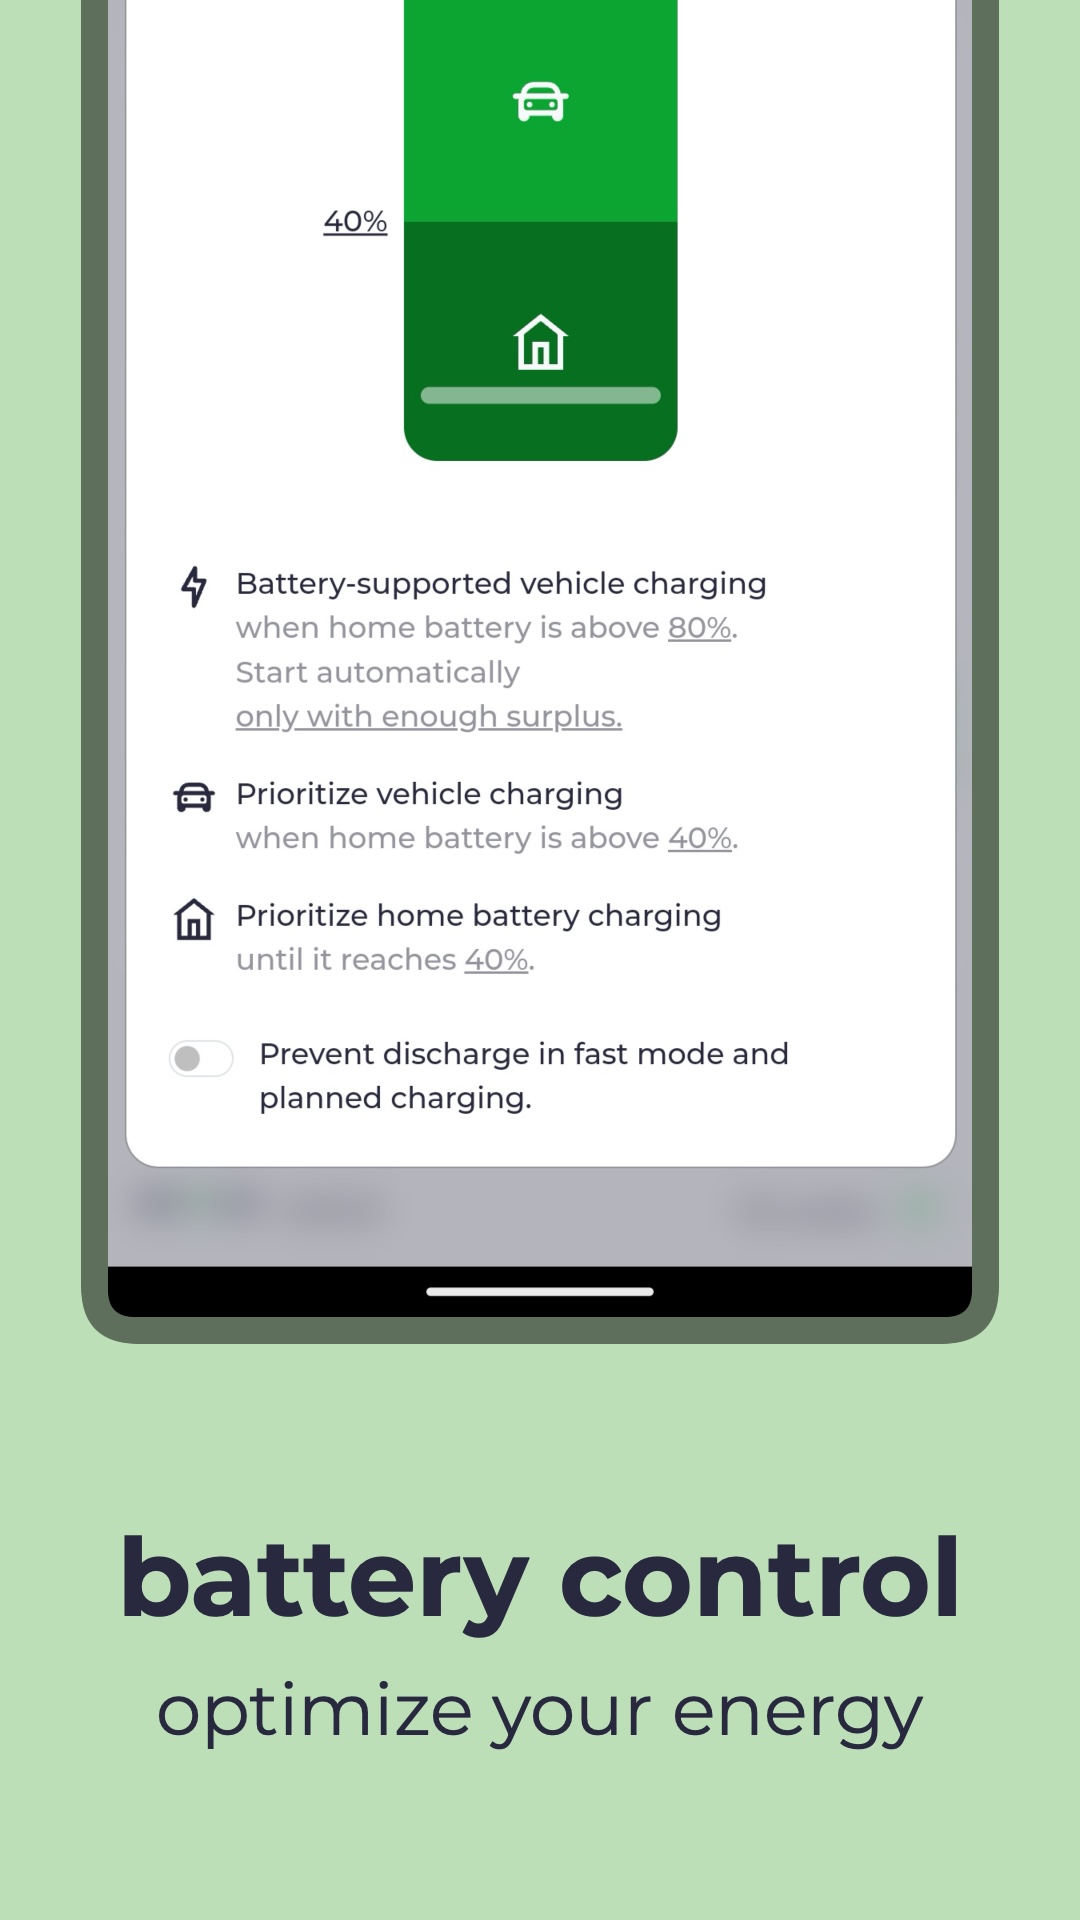 40%
Battery-supported vehicle charging
when home battery is above 80%.
Start automatically
only with enough surplus.
Prioritize vehicle charging
when home battery is above 40%.
Prioritize home battery charging
until it reaches 40%.
Prevent discharge in fast mode and
planned charging.
battery control
optimize your energy